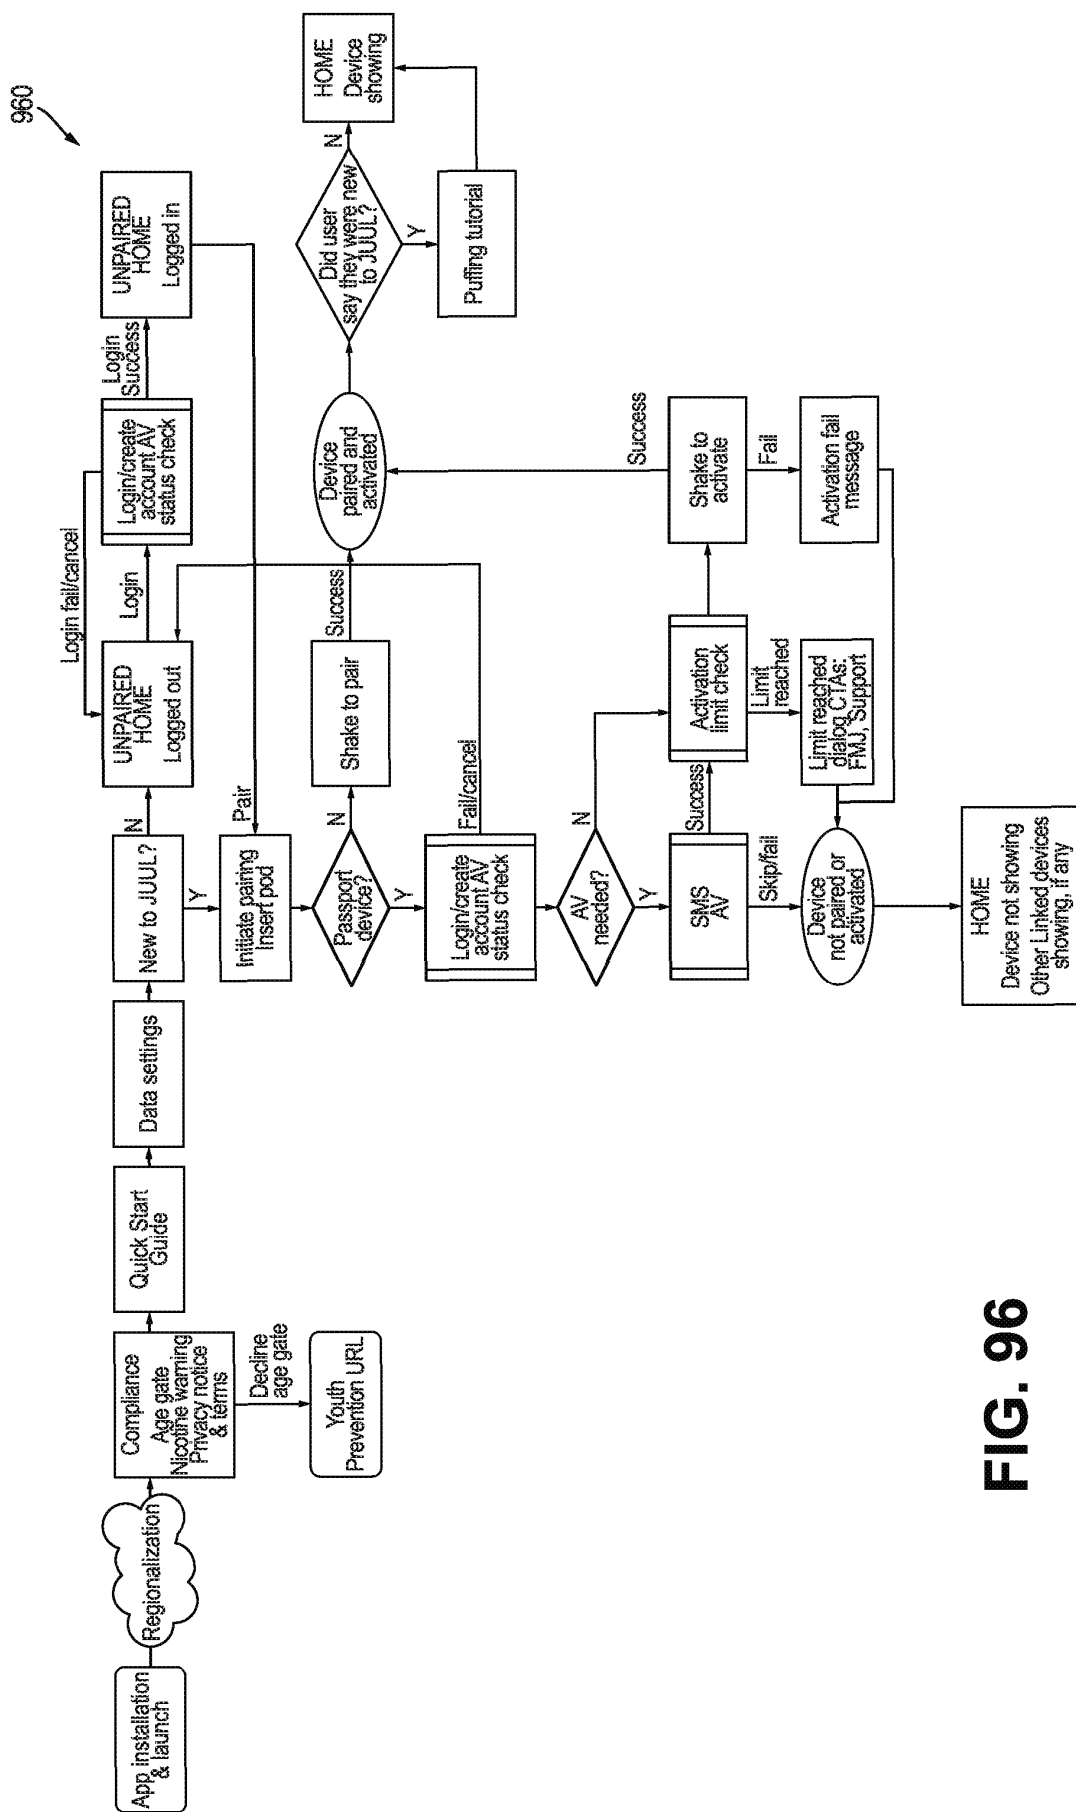 960
App installation
& launch
Regionalization
Compliance
Age gate
Nicotine warning
Privacy notice
& terms
Decline
age gate
Youth
Prevention URL
Quick Start
Guide
Data settings
New to JUUL?
N
Y
UNPAIRED
HOME
Logged out
Login
Login fail/cancel
Login/create
account AV
status check
Login
Success
UNPAIRED
HOME
Logged in
Pair
Initiate pairing
Insert pod
Passport
device?
N
Y
Shake to pair
Success
Device
paired and
activated
Did user
say they were new
to JUUL?
N
Y
HOME
Device
showing
Puffing tutorial
Login/create
account AV
status check
Fail/cancel
AV
needed?
N
Y
SMS
AV
Success
Skip/fail
Activation
limit check
Limit
reached
Limit reached
dialog CTAs:
FMJ, Support
Shake to
activate
Success
Fail
Activation fail
message
Device
not paired or
activated
HOME
Device not showing
Other Linked devices
showing, if any
FIG. 96